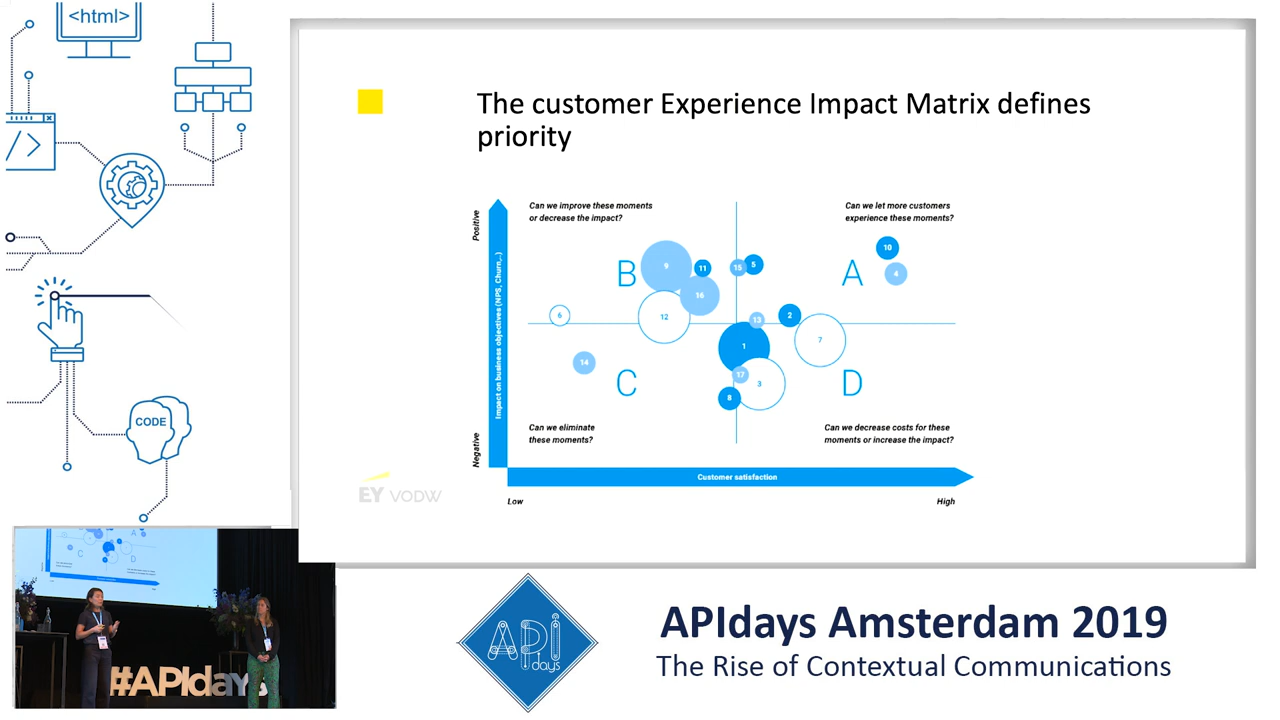 <html>
</>
CODE
The customer Experience Impact Matrix defines
priority
Positive
Impact on business objectives (NPS, Churn,..)
Negative
Can we improve these moments
or decrease the impact?
Can we let more customers
experience these moments?
B
A
C
D
9
11
15
5
10
4
16
6
12
13
2
7
1
14
17
3
8
Can we eliminate
these moments?
Can we decrease costs for these
moments or increase the impact?
Customer satisfaction
Low
High
EY VODW
#APIdays
API
days
APIdays Amsterdam 2019
The Rise of Contextual Communications